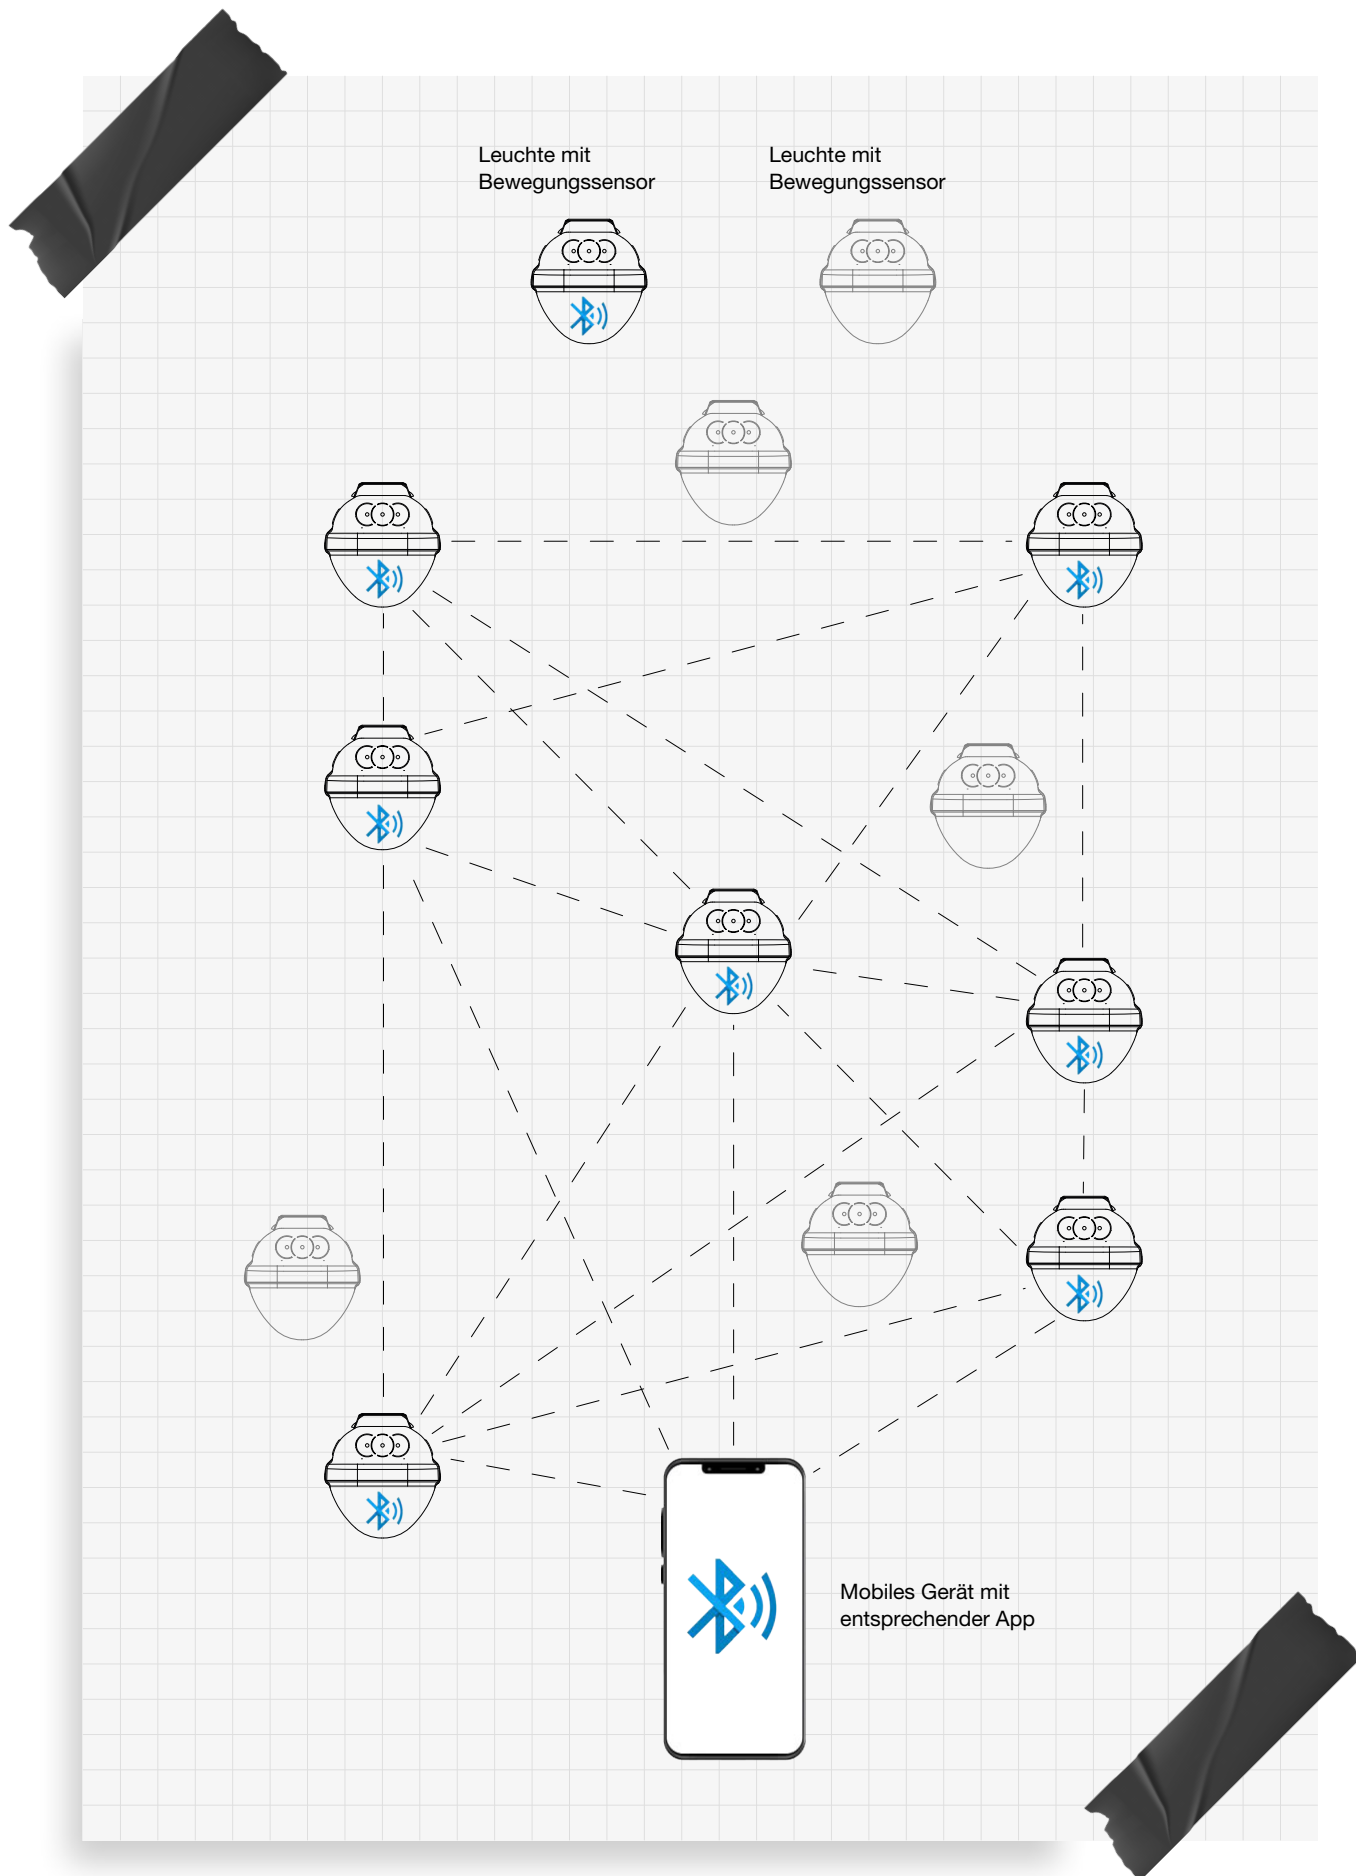 Leuchte mit
Bewegungssensor
Leuchte mit
Bewegungssensor
Mobiles Gerät mit
entsprechender App